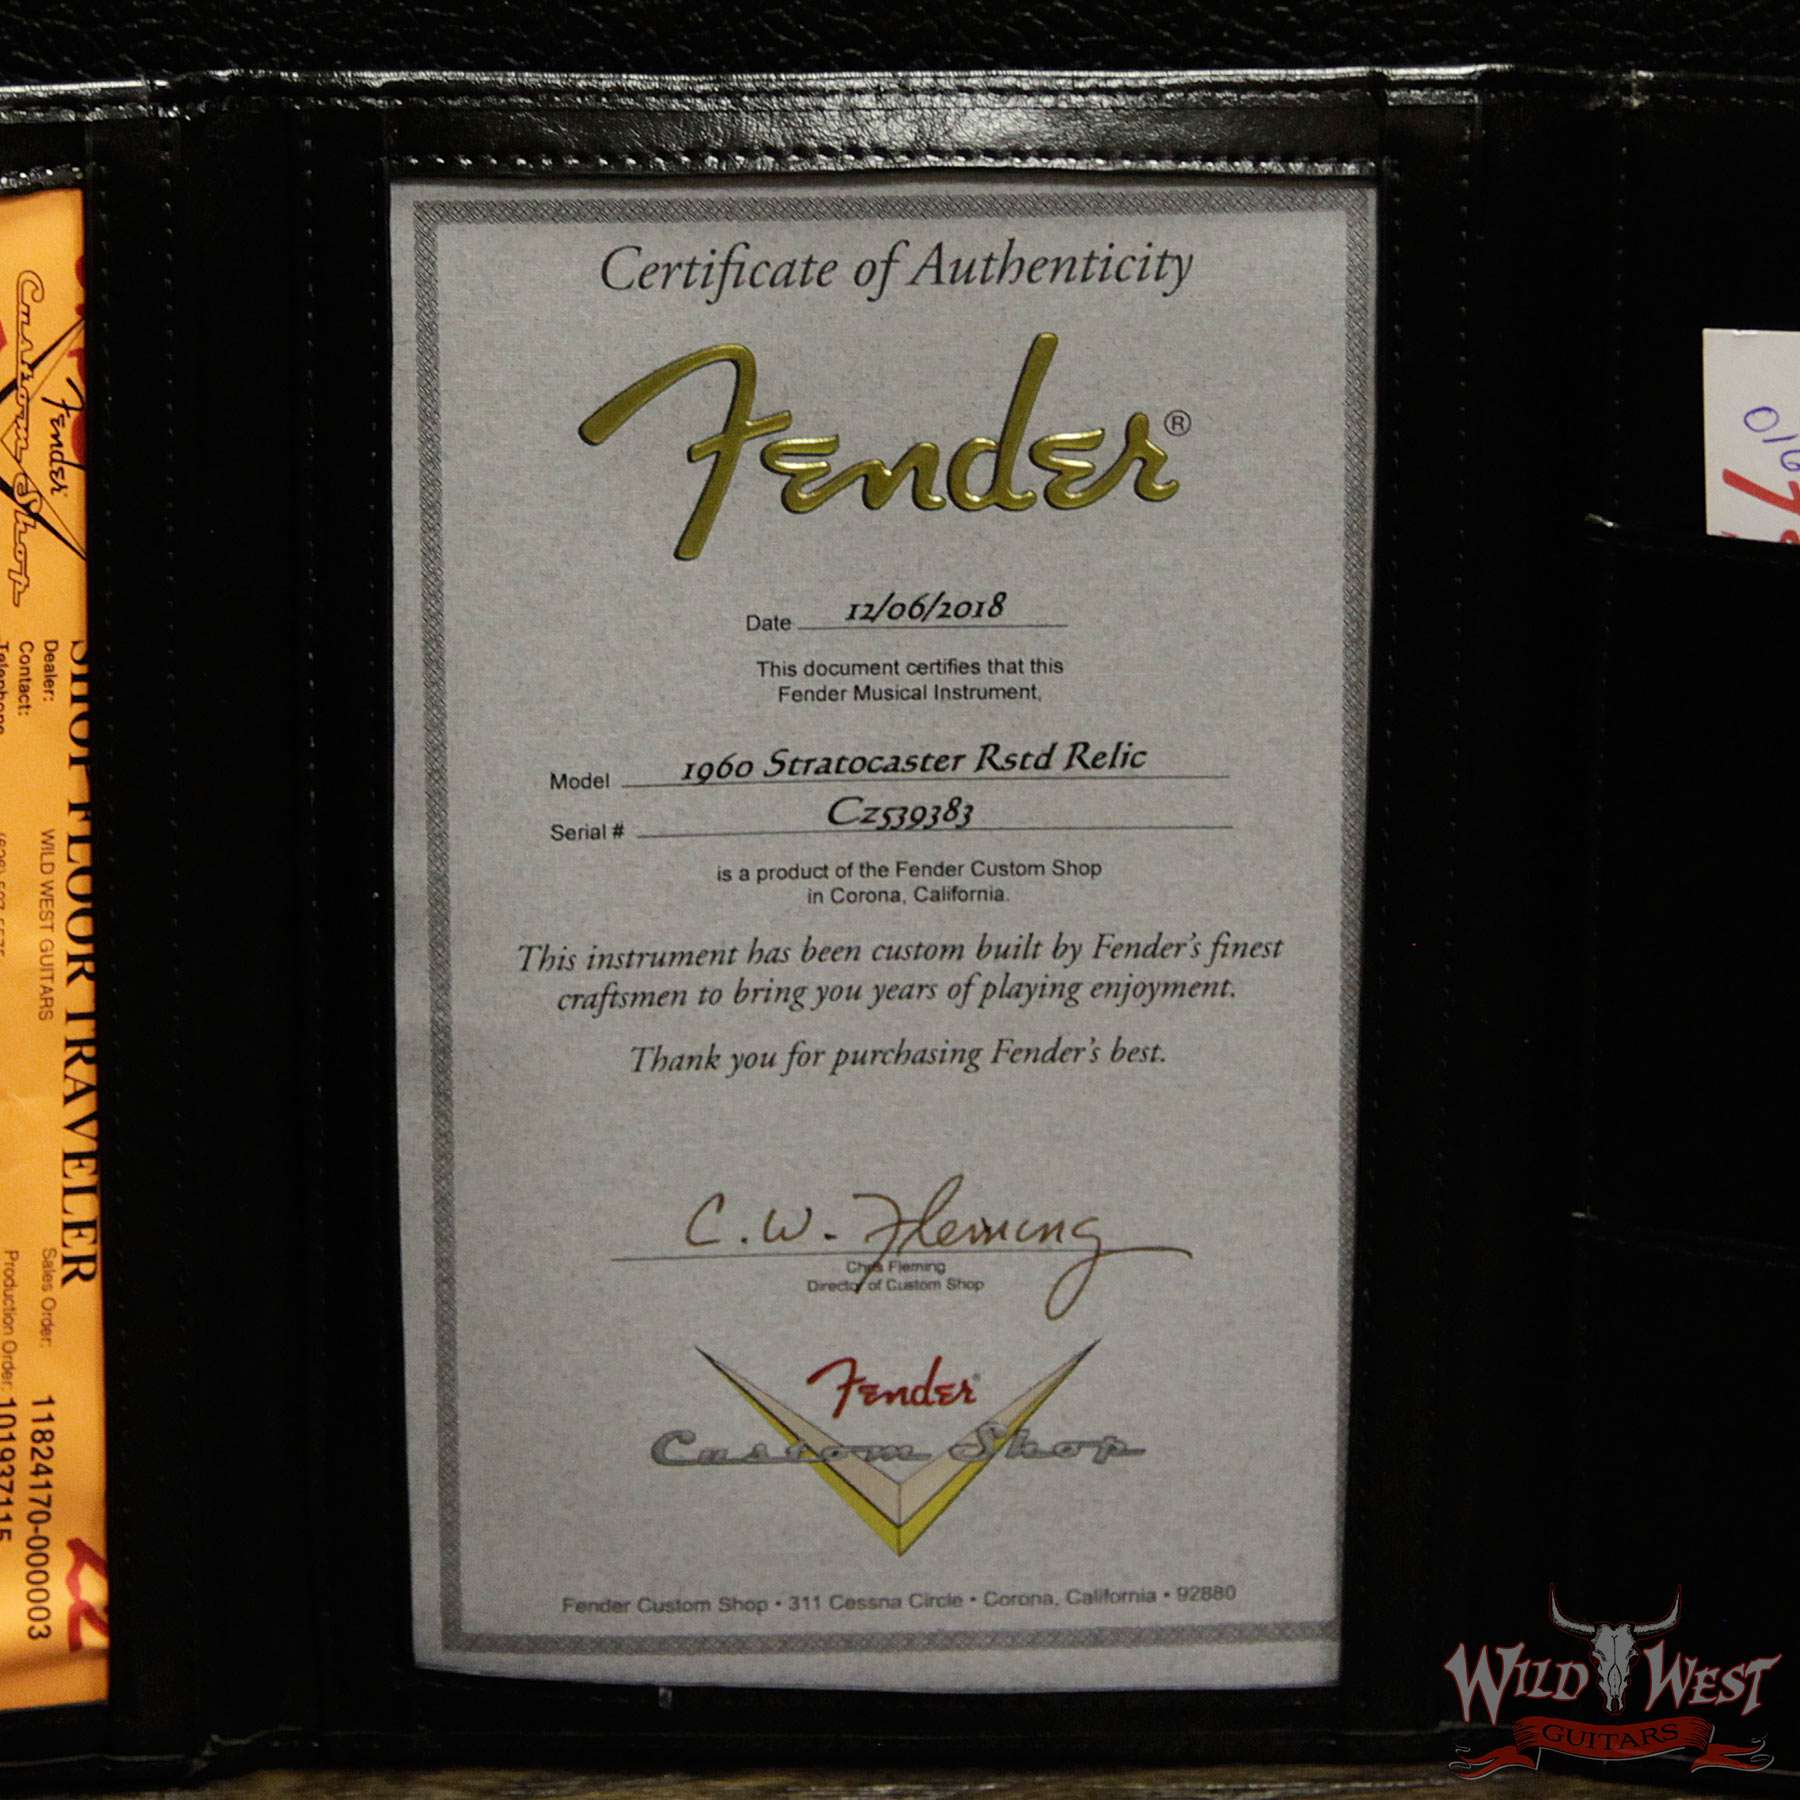 Certificate of Authenticity
Fender®
Date 12/06/2018
This document certifies that this
Fender Musical Instrument,
Model 1960 Stratocaster Rstd Relic
Serial # Cz539383
is a product of the Fender Custom Shop
in Corona, California.
This instrument has been custom built by Fender's finest
craftsmen to bring you years of playing enjoyment.
Thank you for purchasing Fender's best.
C. W. Fleming
Chris Fleming
Director of Custom Shop
Fender
Custom Shop
Fender Custom Shop • 311 Cessna Circle • Corona, California • 92880
Fender
Custom Shop
FLOOR TRAVELER
Dealer: WILD WEST GUITARS
Contact:
Sales Order: 11824170-000003
Production Order: 101937115
WILD WEST
GUITARS